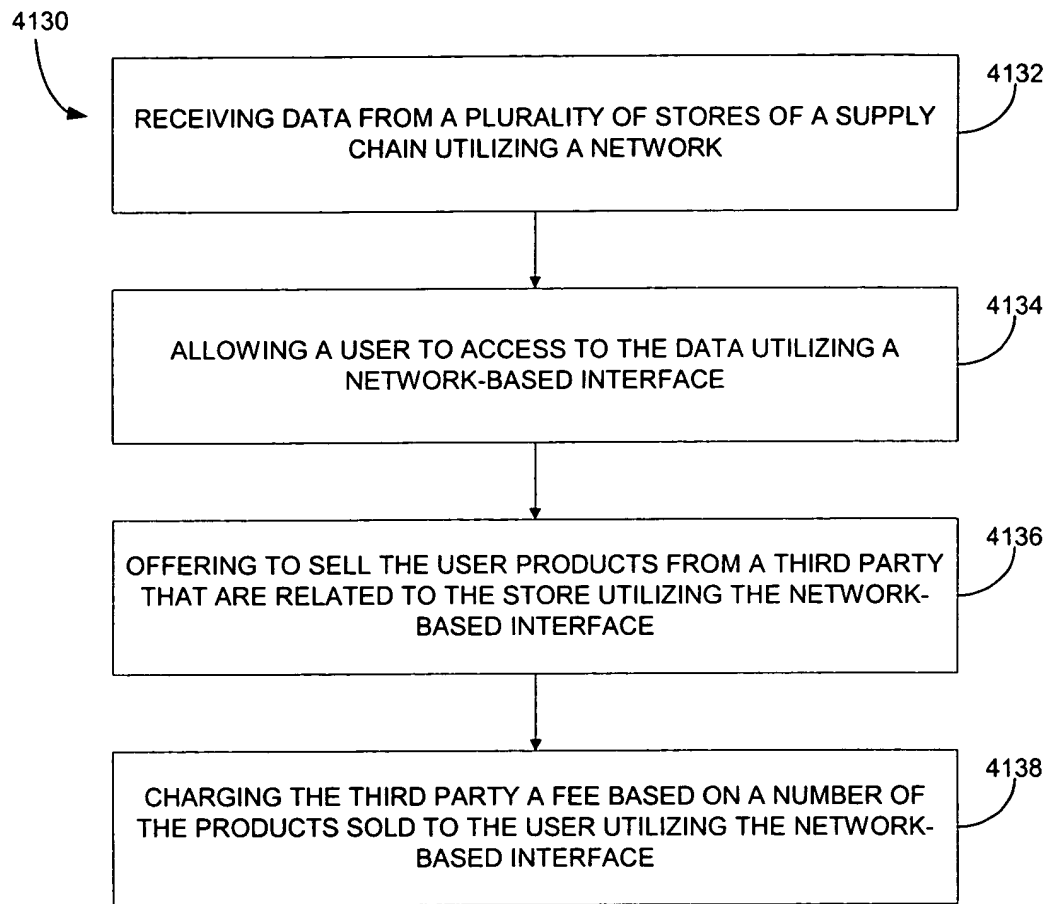 4130
4132
RECEIVING DATA FROM A PLURALITY OF STORES OF A SUPPLY
CHAIN UTILIZING A NETWORK
4134
ALLOWING A USER TO ACCESS TO THE DATA UTILIZING A
NETWORK-BASED INTERFACE
4136
OFFERING TO SELL THE USER PRODUCTS FROM A THIRD PARTY
THAT ARE RELATED TO THE STORE UTILIZING THE NETWORK-
BASED INTERFACE
4138
CHARGING THE THIRD PARTY A FEE BASED ON A NUMBER OF
THE PRODUCTS SOLD TO THE USER UTILIZING THE NETWORK-
BASED INTERFACE